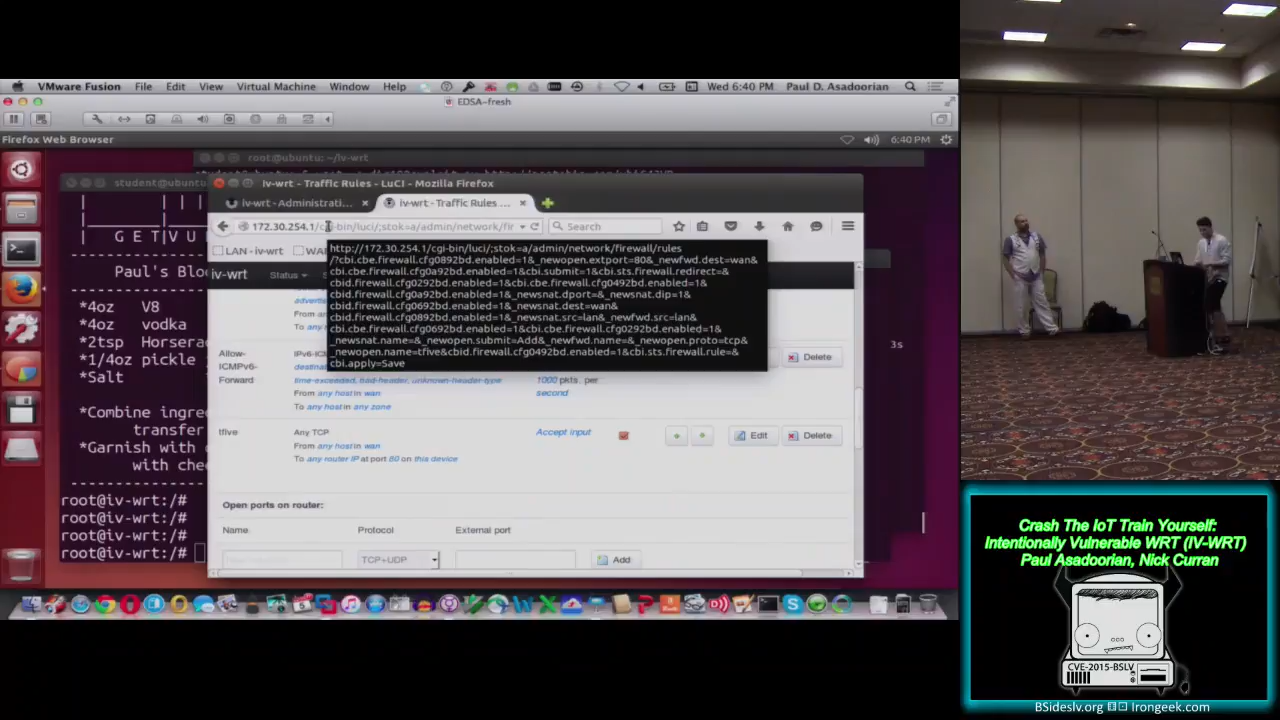 VMware Fusion File Edit View Virtual Machine Window Help Wed 6:40 PM Paul D. Asadoorian
EDSA-fresh
Firefox Web Browser 6:40 PM
root@ubuntu: ~/iv-wrt
student@ubuntu
iv-wrt - Traffic Rules - LuCI - Mozilla Firefox
iv-wrt - Administrati... iv-wrt - Traffic Rules ...
172.30.254.1/cgi-bin/luci/;stok=a/admin/network/fir Search
LAN - iv-wrt
http://172.30.254.1/cgi-bin/luci/;stok=a/admin/network/firewall/rules
/?cbi.cbe.firewall.cfg0892bd.enabled=1&_newopen.extport=80&_newfwd.dest=wan&
cbi.cbe.firewall.cfg0a92bd.enabled=1&cbi.submit=1&cbi.sts.firewall.redirect=&
cbid.firewall.cfg0292bd.enabled=1&cbi.cbe.firewall.cfg0492bd.enabled=1&
cbid.firewall.cfg0a92bd.enabled=1&_newsnat.dport=&_newsnat.dip=1&
cbid.firewall.cfg0692bd.enabled=1&_newsnat.dest=wan&
cbid.firewall.cfg0892bd.enabled=1&_newsnat.src=lan&_newfwd.src=lan&
cbi.cbe.firewall.cfg0692bd.enabled=1&cbi.cbe.firewall.cfg0292bd.enabled=1&
_newsnat.name=&_newopen.submit=Add&_newfwd.name=&_newopen.proto=tcp&
_newopen.name=tfive&cbid.firewall.cfg0492bd.enabled=1&cbi.sts.firewall.rule=&
cbi.apply=Save
iv-wrt Status
G E T V U
Paul's Bloo
*4oz V8
*4oz vodka
*2tsp Horsera
*1/4oz pickle
*Salt
*Combine ingre
transfer
*Garnish with
with chee
root@iv-wrt:/#
root@iv-wrt:/#
root@iv-wrt:/#
root@iv-wrt:/#
Allow-
ICMPv6-
Forward
time-exceeded, bad-header, unknown-header-type
From any host in wan
To any host in any zone
1000 pkts. per
second
Delete
3s
tfive
Any TCP
From any host in wan
To any router IP at port 80 on this device
Accept input
Edit Delete
Open ports on router:
Name Protocol External port
TCP+UDP Add
Crash The IoT Train Yourself:
Intentionally Vulnerable WRT (IV-WRT)
Paul Asadoorian, Nick Curran
CVE-2015-BSLV
BSideslv.org Irongeek.com